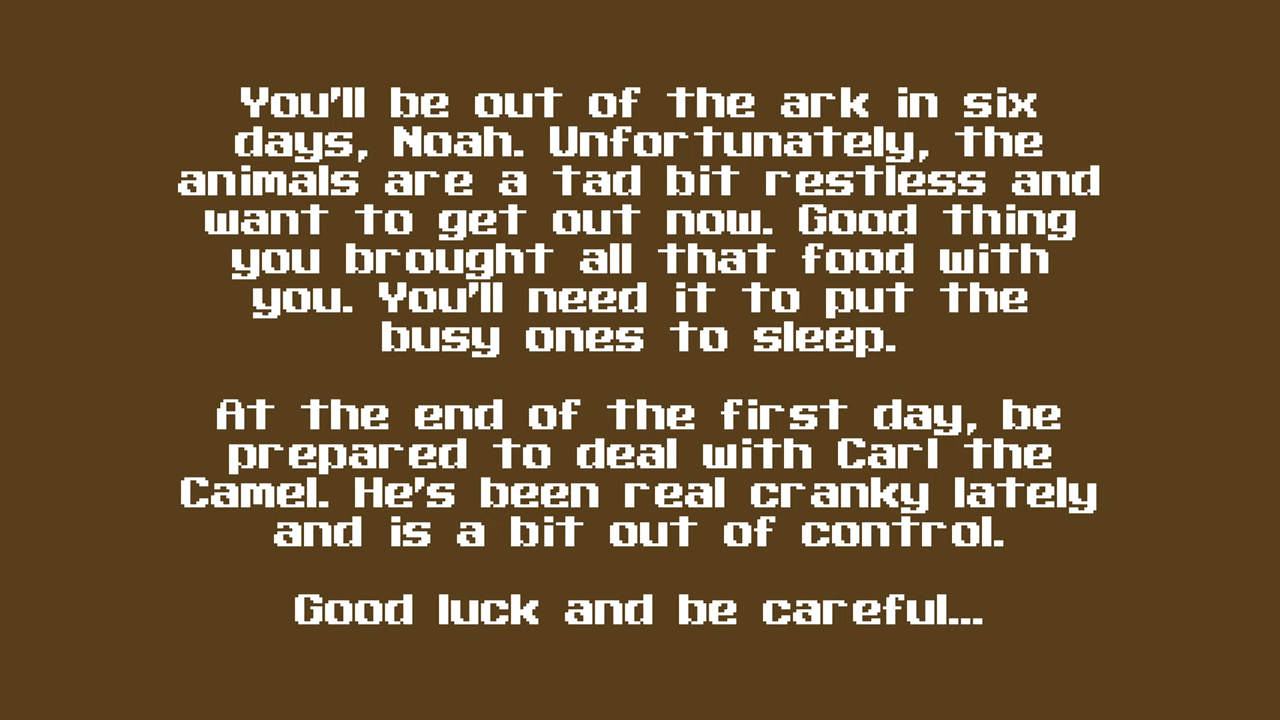 You'll be out of the ark in six
days, Noah. Unfortunately, the
animals are a tad bit restless and
want to get out now. Good thing
you brought all that food with
you. You'll need it to put the
busy ones to sleep.
At the end of the first day, be
prepared to deal with Carl the
Camel. He's been real cranky lately
and is a bit out of control.
Good luck and be careful...